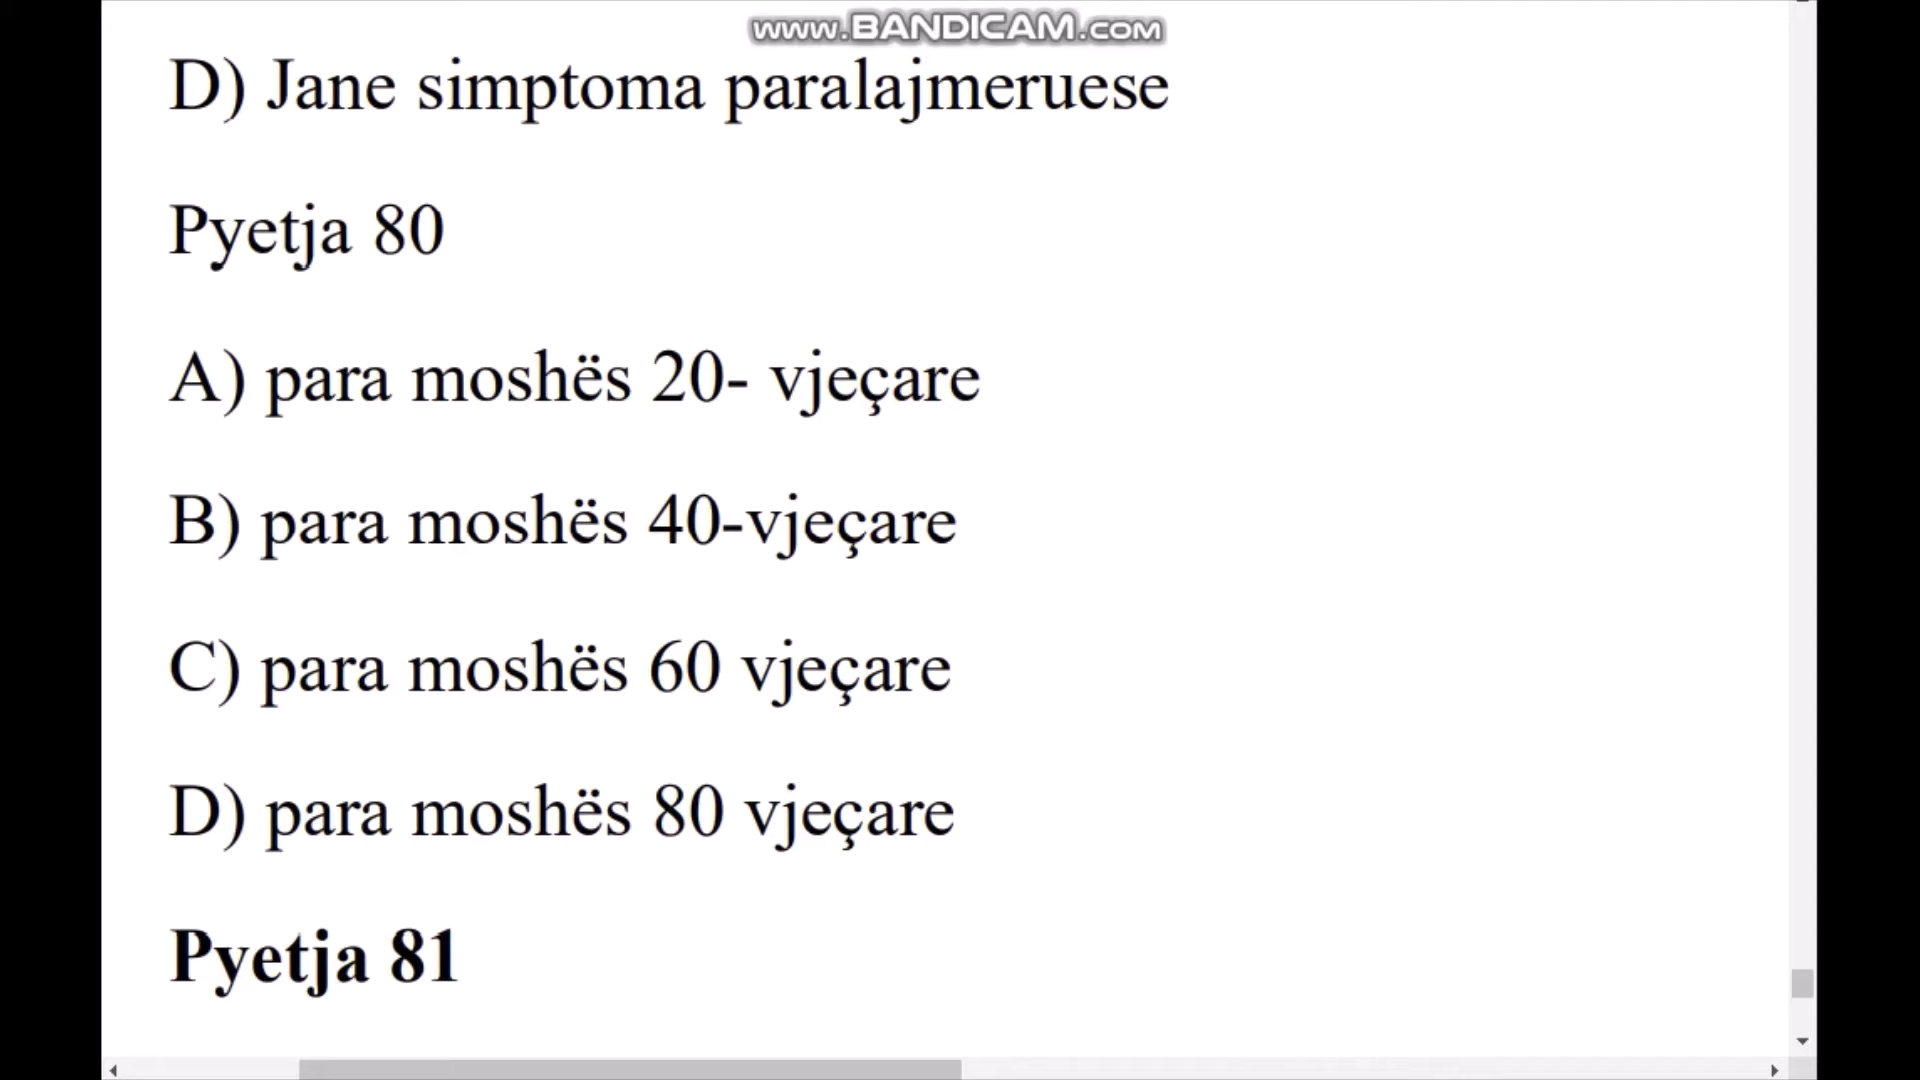 www.BANDICAM.com
D) Jane simptoma paralajmeruese
Pyetja 80
A) para moshës 20- vjeçare
B) para moshës 40-vjeçare
C) para moshës 60 vjeçare
D) para moshës 80 vjeçare
Pyetja 81